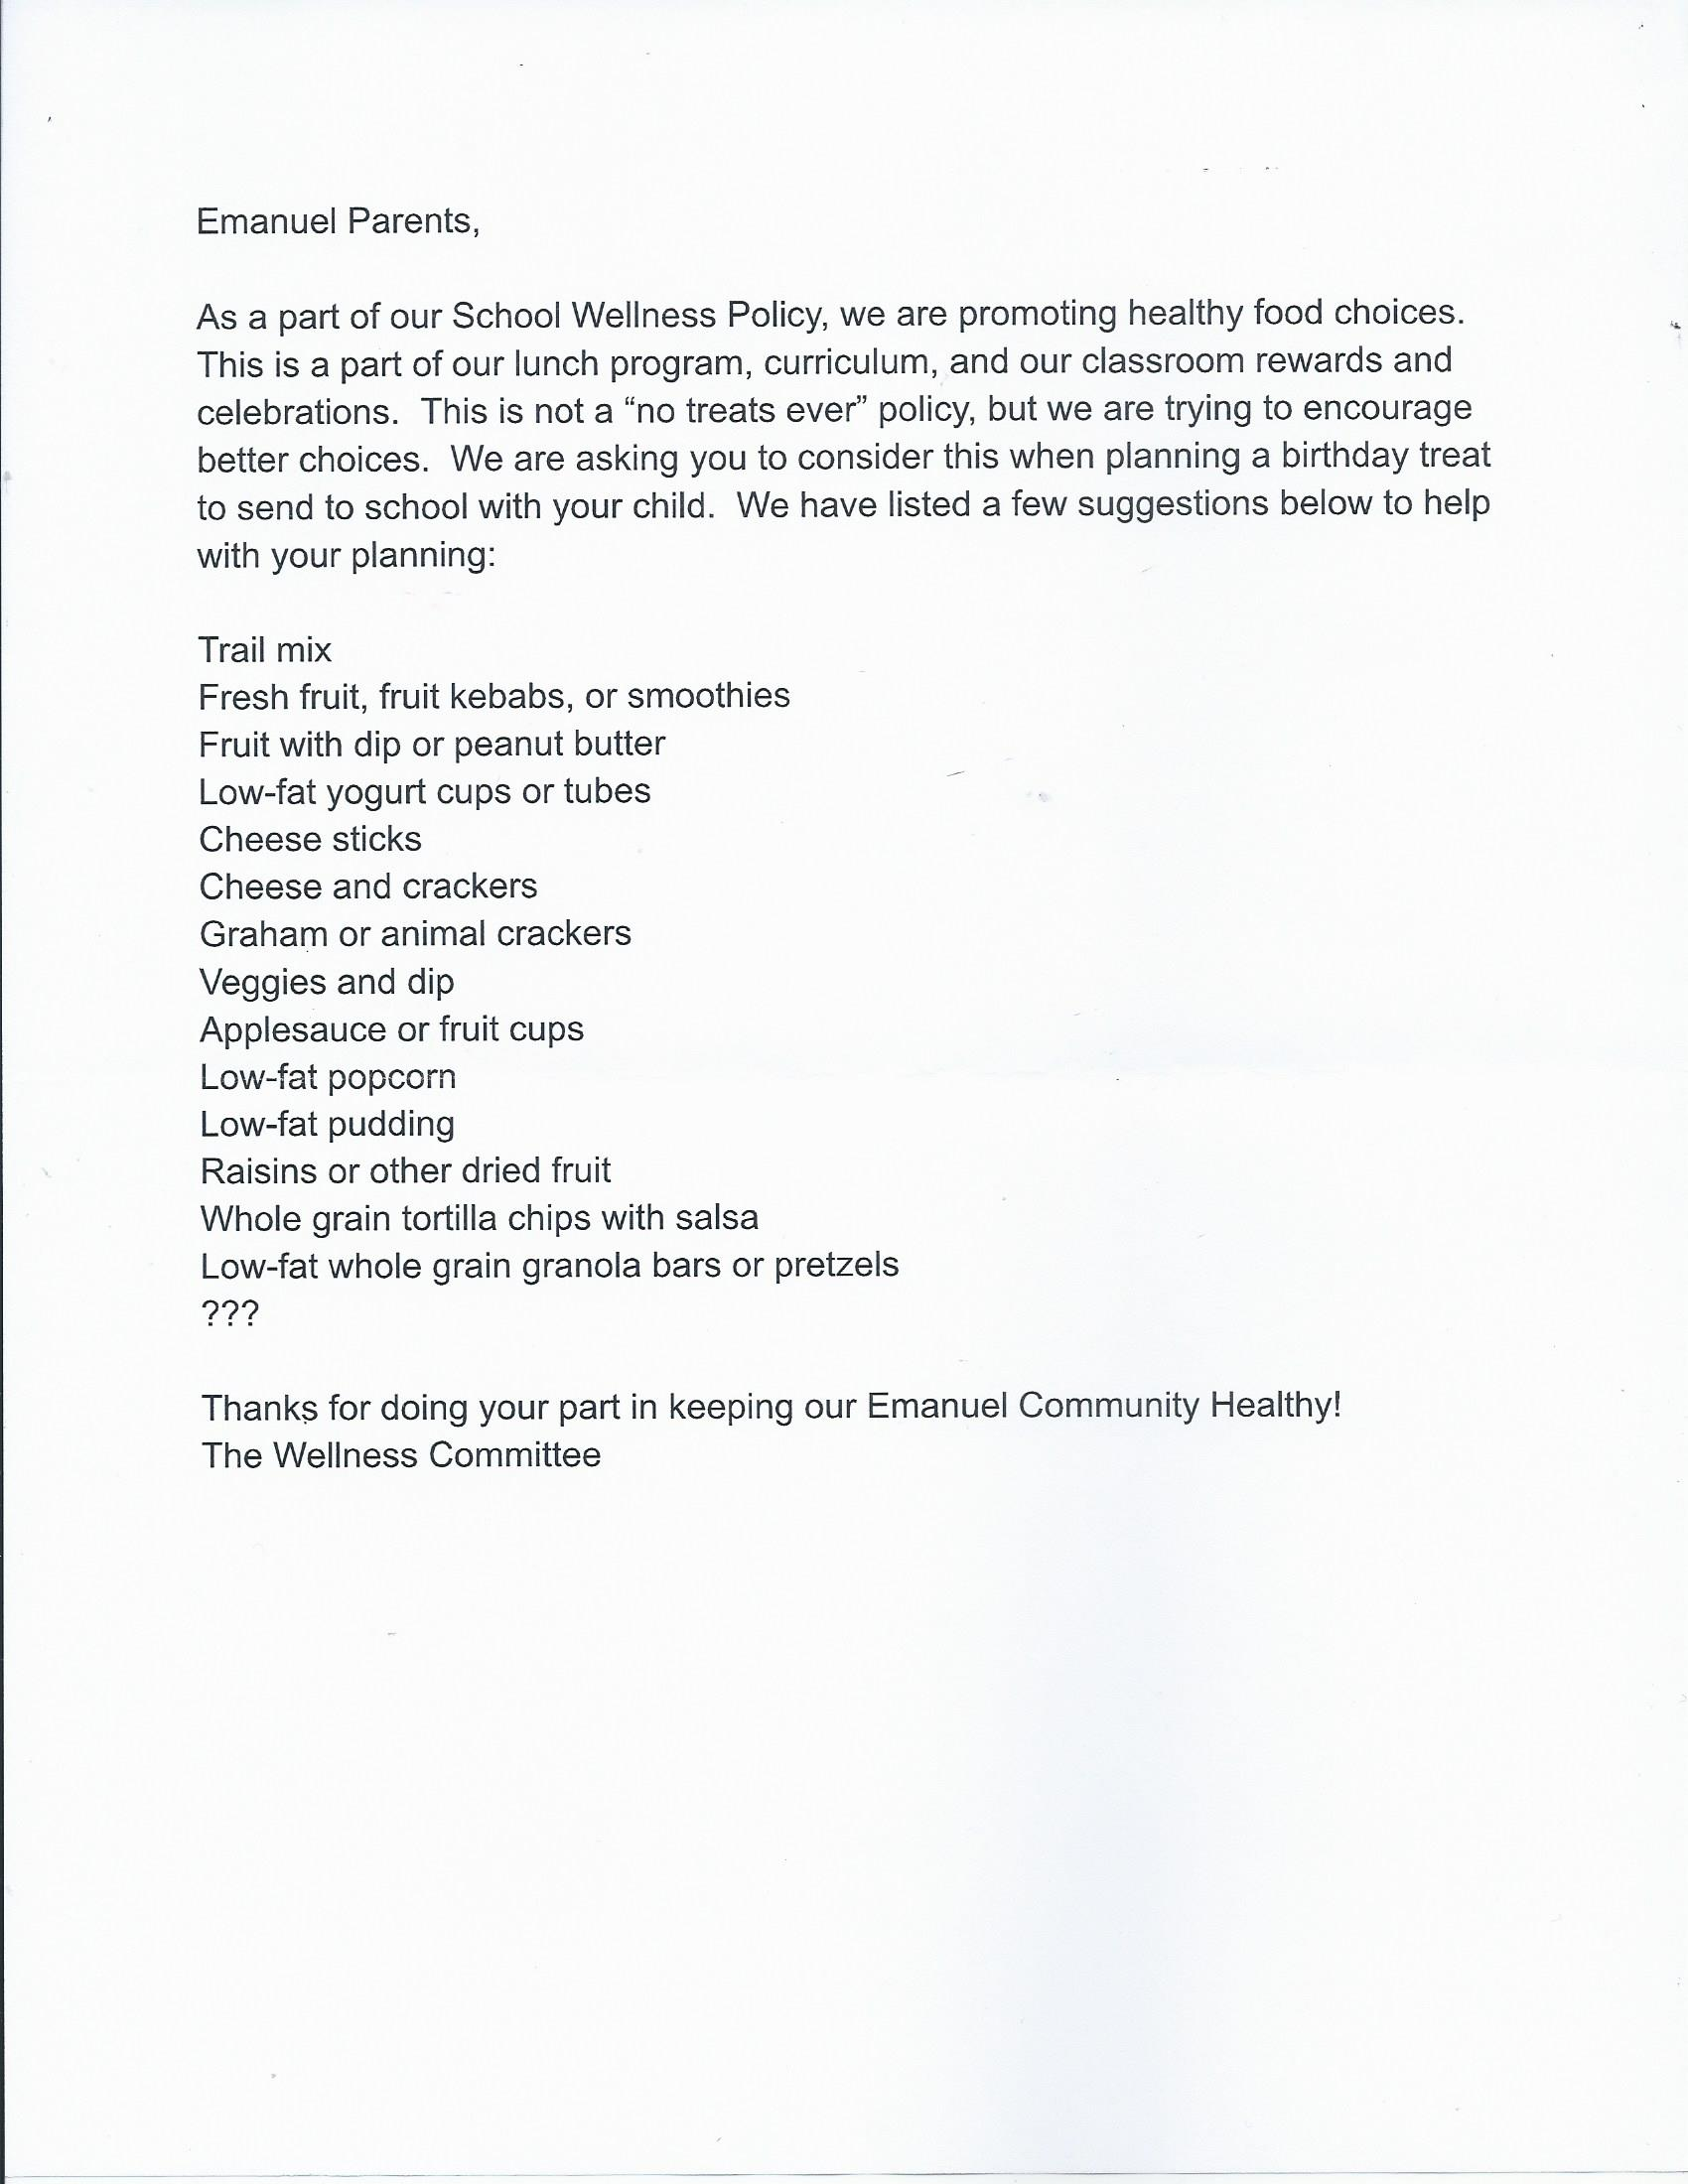 Emanuel Parents,
As a part of our School Wellness Policy, we are promoting healthy food choices.
This is a part of our lunch program, curriculum, and our classroom rewards and
celebrations.  This is not a “no treats ever” policy, but we are trying to encourage
better choices.  We are asking you to consider this when planning a birthday treat
to send to school with your child.  We have listed a few suggestions below to help
with your planning:
Trail mix
Fresh fruit, fruit kebabs, or smoothies
Fruit with dip or peanut butter
Low-fat yogurt cups or tubes
Cheese sticks
Cheese and crackers
Graham or animal crackers
Veggies and dip
Applesauce or fruit cups
Low-fat popcorn
Low-fat pudding
Raisins or other dried fruit
Whole grain tortilla chips with salsa
Low-fat whole grain granola bars or pretzels
???
Thanks for doing your part in keeping our Emanuel Community Healthy!
The Wellness Committee